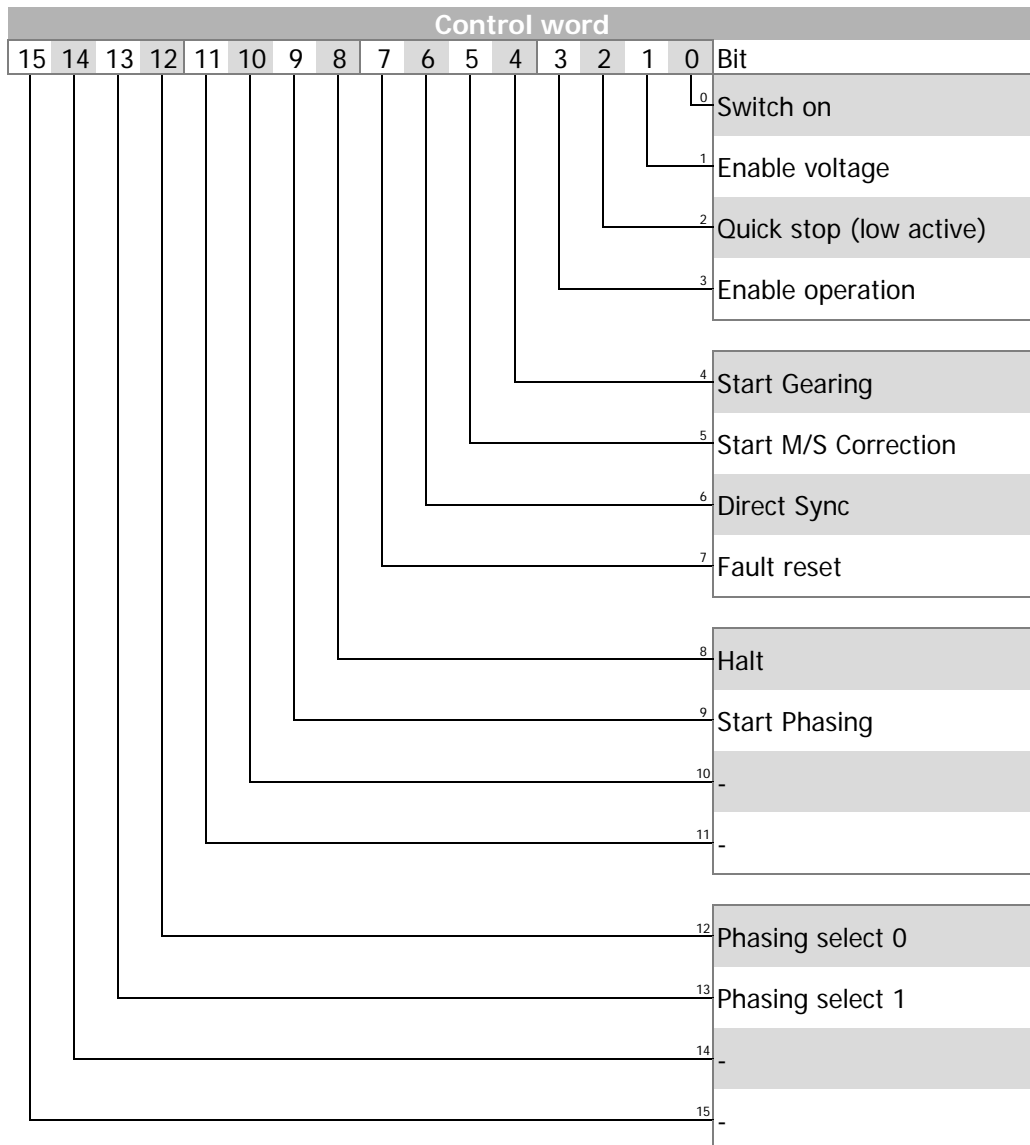 Control word
15 14 13 12 11 10 9 8 7 6 5 4 3 2 1 0 Bit
0 Switch on
1 Enable voltage
2 Quick stop (low active)
3 Enable operation
4 Start Gearing
5 Start M/S Correction
6 Direct Sync
7 Fault reset
8 Halt
9 Start Phasing
10 -
11 -
12 Phasing select 0
13 Phasing select 1
14 -
15 -